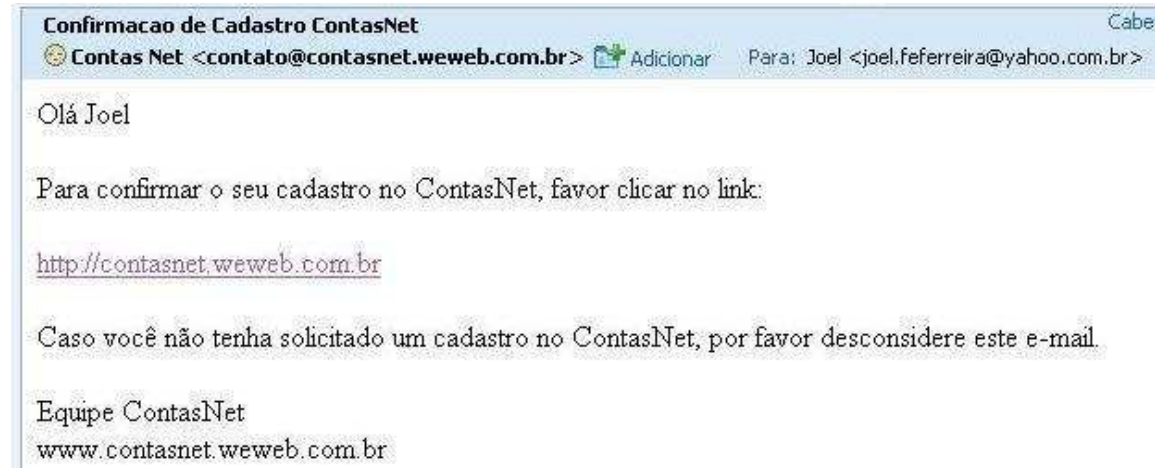 Confirmacao de Cadastro ContasNet
Cabe
Contas Net <contato@contasnet.weweb.com.br> Adicionar Para: Joel <joel.feferreira@yahoo.com.br>
Olá Joel
Para confirmar o seu cadastro no ContasNet, favor clicar no link:
http://contasnet.weweb.com.br
Caso você não tenha solicitado um cadastro no ContasNet, por favor desconsidere este e-mail.
Equipe ContasNet
www.contasnet.weweb.com.br